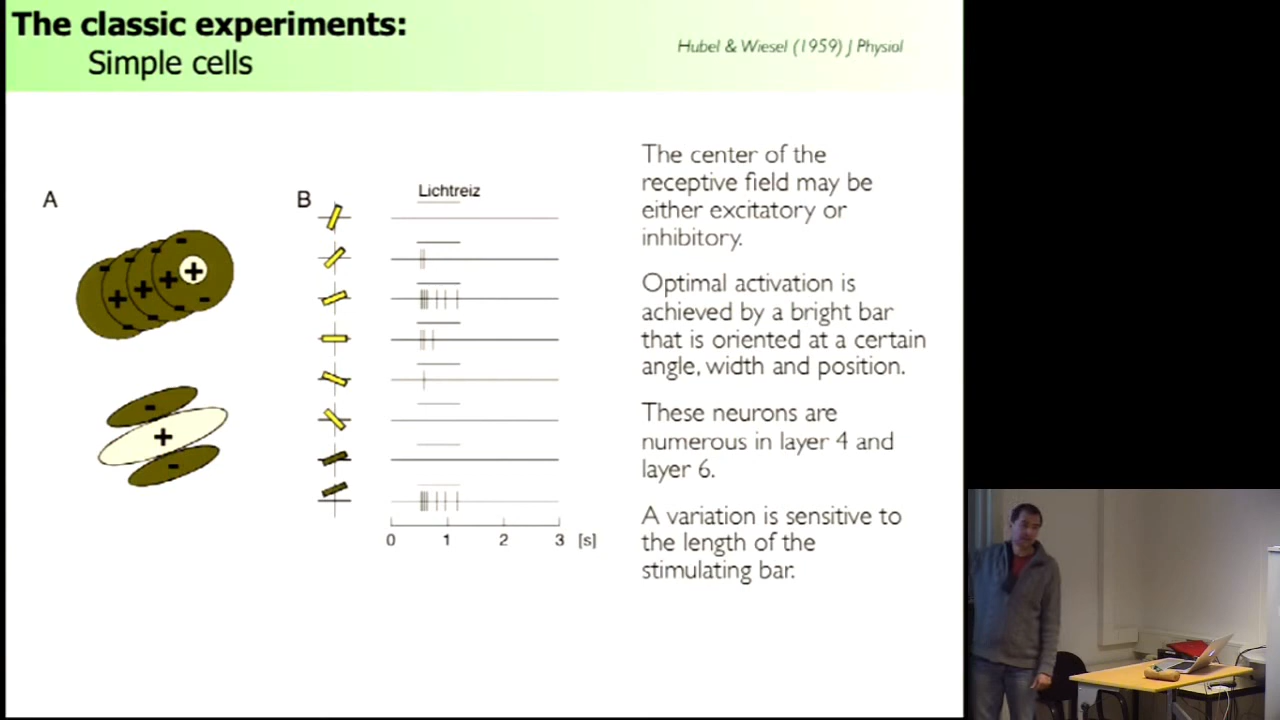 The classic experiments:
Simple cells
Hubel & Wiesel (1959) J Physiol
A
B
Lichtreiz
- - - -
+ + + +
- - - -
-
+
-
0 1 2 3 [s]
The center of the
receptive field may be
either excitatory or
inhibitory.
Optimal activation is
achieved by a bright bar
that is oriented at a certain
angle, width and position.
These neurons are
numerous in layer 4 and
layer 6.
A variation is sensitive to
the length of the
stimulating bar.